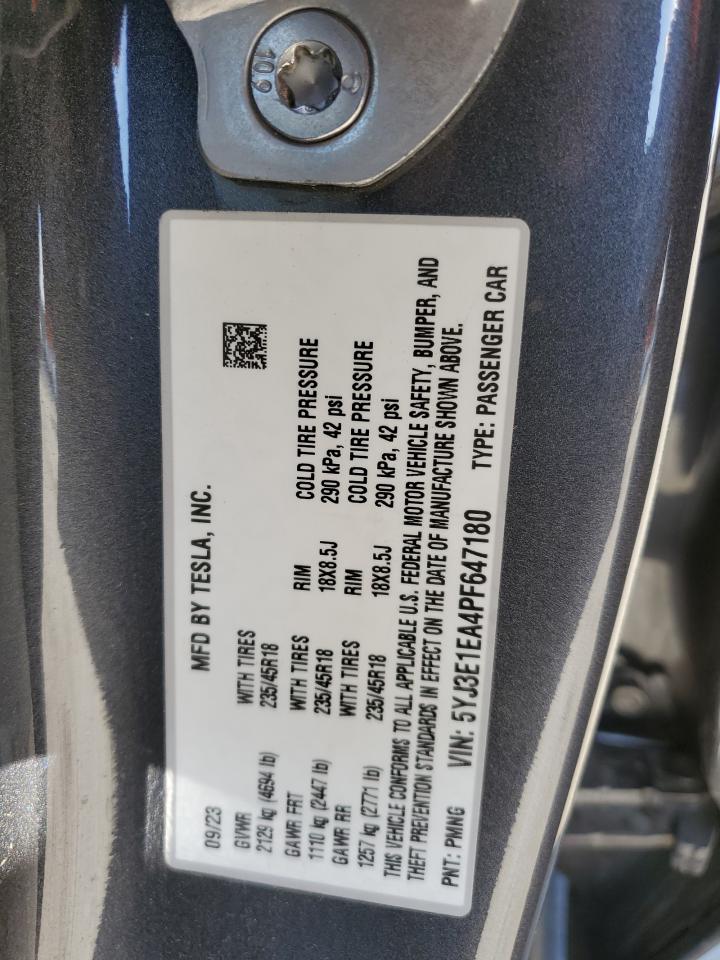 109
MFD BY TESLA, INC.
09/23
GVWR WITH TIRES
2129 kg (4694 lb) 235/45R18
GAWR FRT WITH TIRES RIM COLD TIRE PRESSURE
1110 kg (2447 lb) 235/45R18 18X8.5J 290 kPa, 42 psi
GAWR RR WITH TIRES RIM COLD TIRE PRESSURE
1257 kg (2771 lb) 235/45R18 18X8.5J 290 kPa, 42 psi
THIS VEHICLE CONFORMS TO ALL APPLICABLE U.S. FEDERAL MOTOR VEHICLE SAFETY, BUMPER, AND
THEFT PREVENTION STANDARDS IN EFFECT ON THE DATE OF MANUFACTURE SHOWN ABOVE.
PNT: PMNG VIN: 5YJ3E1EA4PF647180 TYPE: PASSENGER CAR